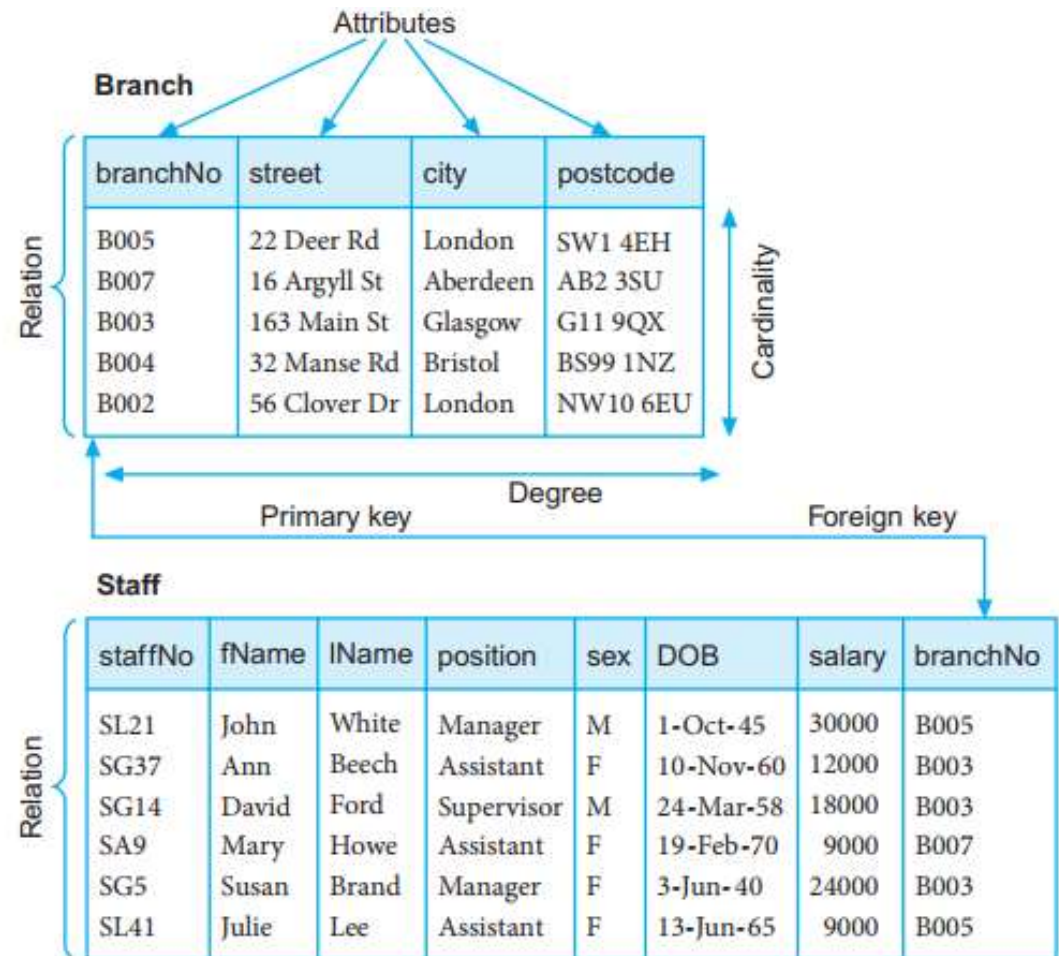 Attributes
Branch
branchNo street city postcode
B005 22 Deer Rd London SW1 4EH
B007 16 Argyll St Aberdeen AB2 3SU
B003 163 Main St Glasgow G11 9QX
B004 32 Manse Rd Bristol BS99 1NZ
B002 56 Clover Dr London NW10 6EU
Relation
Cardinality
Degree
Primary key Foreign key
Staff
staffNo fName lName position sex DOB salary branchNo
SL21 John White Manager M 1-Oct-45 30000 B005
SG37 Ann Beech Assistant F 10-Nov-60 12000 B003
SG14 David Ford Supervisor M 24-Mar-58 18000 B003
SA9 Mary Howe Assistant F 19-Feb-70 9000 B007
SG5 Susan Brand Manager F 3-Jun-40 24000 B003
SL41 Julie Lee Assistant F 13-Jun-65 9000 B005
Relation